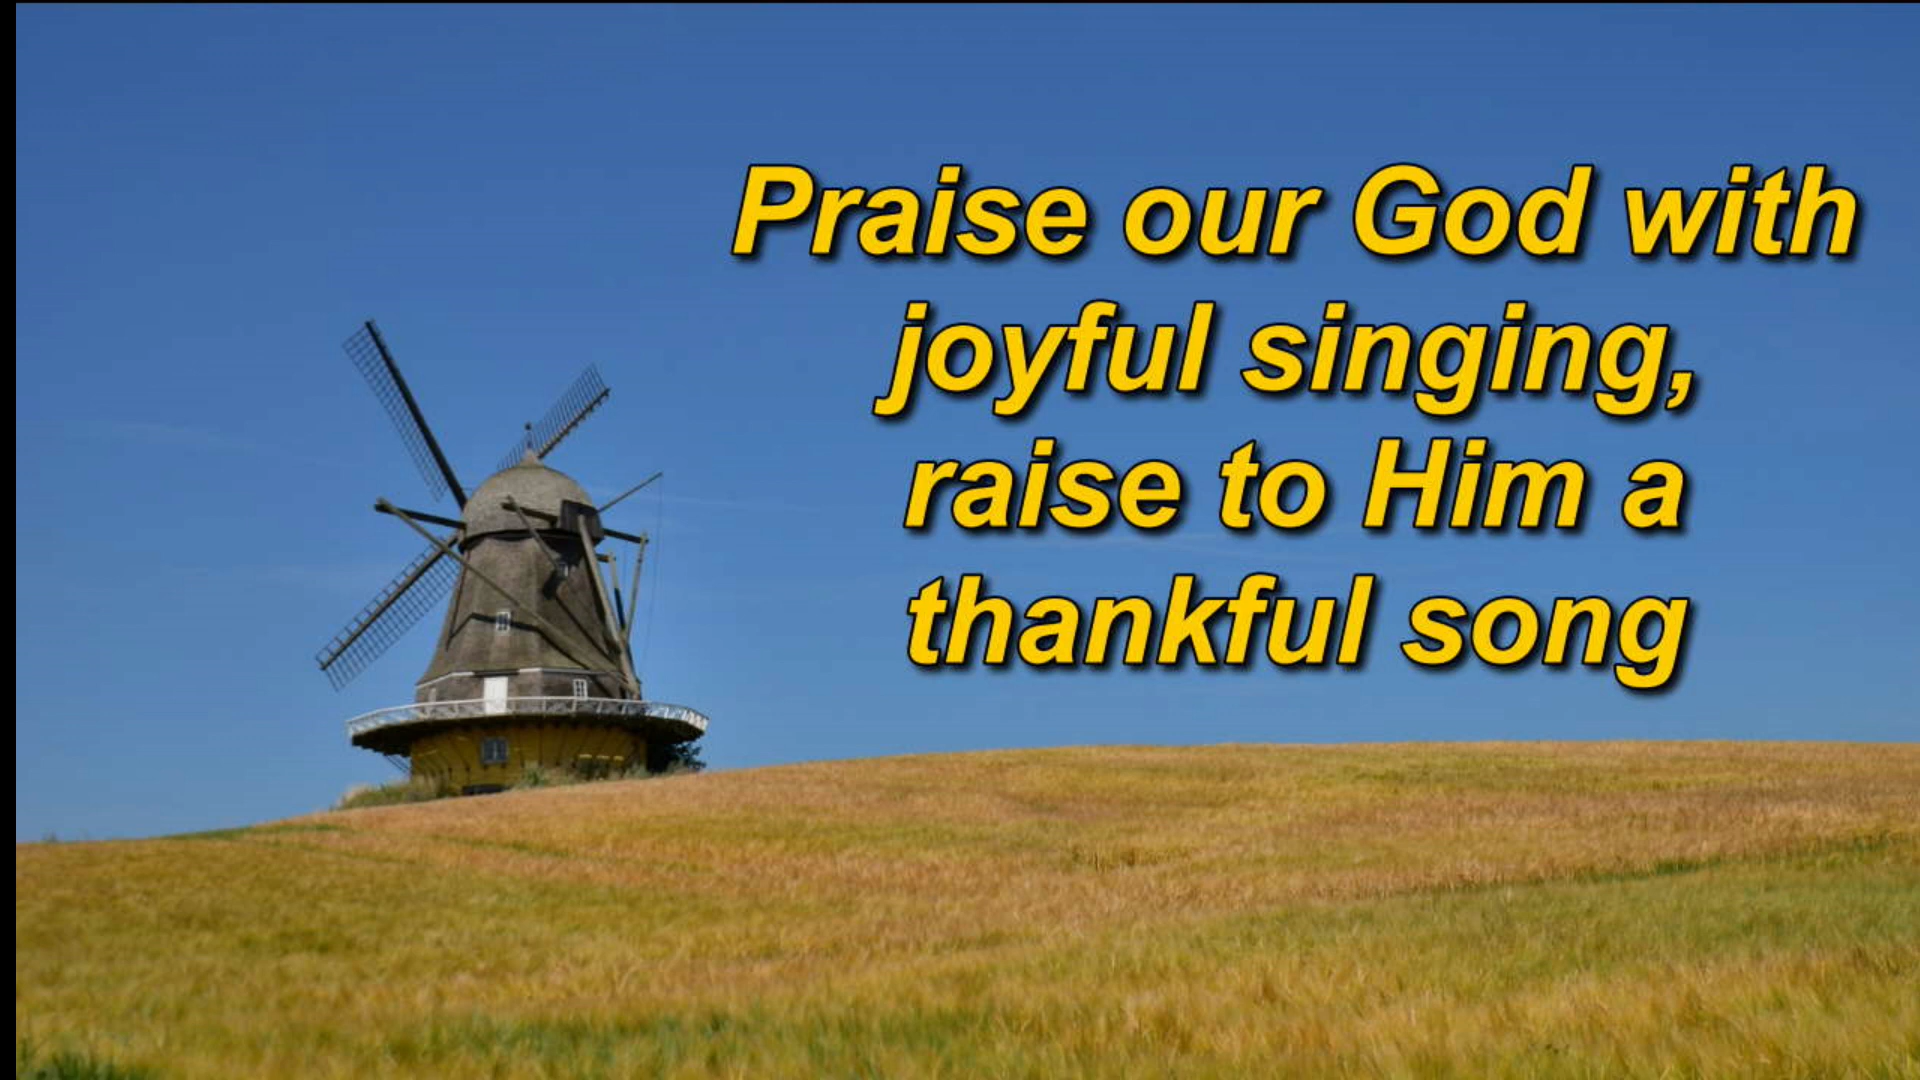 Praise our God with
joyful singing,
raise to Him a
thankful song